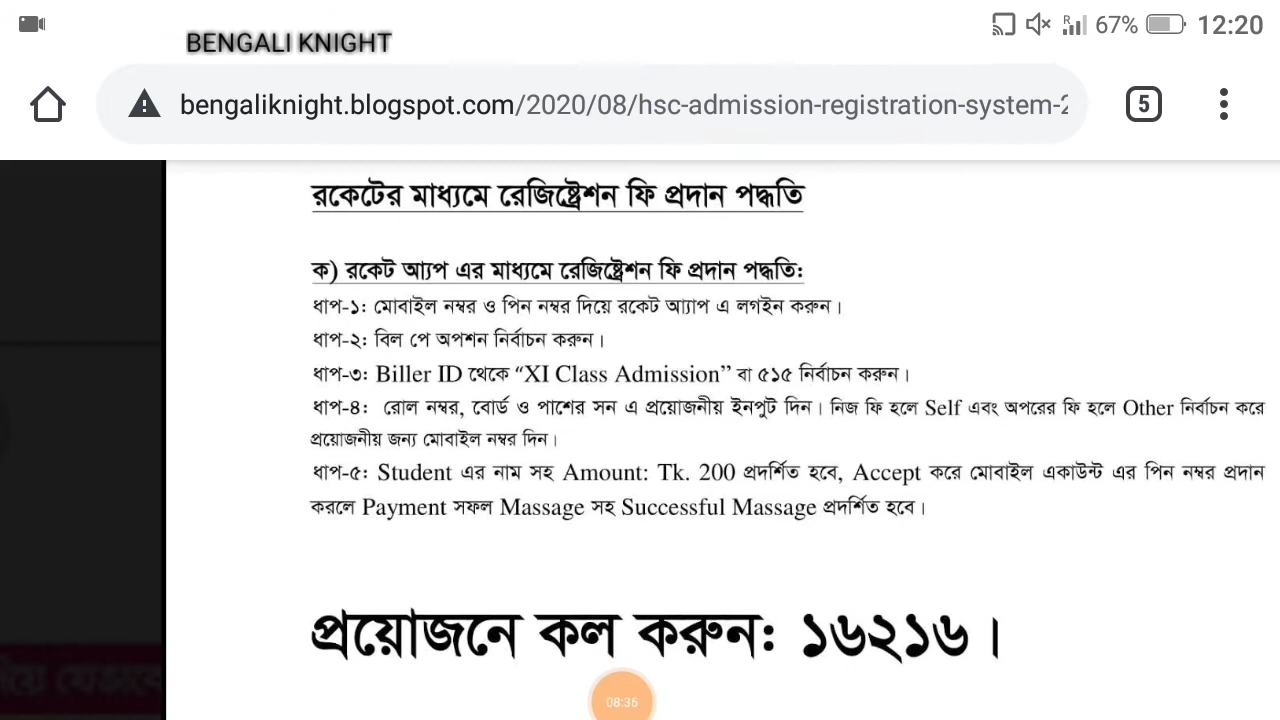 67% 12:20
BENGALI KNIGHT
bengaliknight.blogspot.com/2020/08/hsc-admission-registration-system-2
5
রকেটের মাধ্যমে রেজিষ্ট্রেশন ফি প্রদান পদ্ধতি
ক) রকেট আ্যপ এর মাধ্যমে রেজিষ্ট্রেশন ফি প্রদান পদ্ধতি:
ধাপ-১: মোবাইল নম্বর ও পিন নম্বর দিয়ে রকেট আ্যাপ এ লগইন করুন।
ধাপ-২: বিল পে অপশন নির্বাচন করুন।
ধাপ-৩: Biller ID থেকে “XI Class Admission” বা ৫১৫ নির্বাচন করুন।
ধাপ-৪: রোল নম্বর, বোর্ড ও পাশের সন এ প্রয়োজনীয় ইনপুট দিন। নিজ ফি হলে Self এবং অপরের ফি হলে Other নির্বাচন করে
প্রয়োজনীয় জন্য মোবাইল নম্বর দিন।
ধাপ-৫: Student এর নাম সহ Amount: Tk. 200 প্রদর্শিত হবে, Accept করে মোবাইল একাউন্ট এর পিন নম্বর প্রদান
করলে Payment সফল Massage সহ Successful Massage প্রদর্শিত হবে।
প্রয়োজনে কল করুন: ১৬২১৬।
08:36